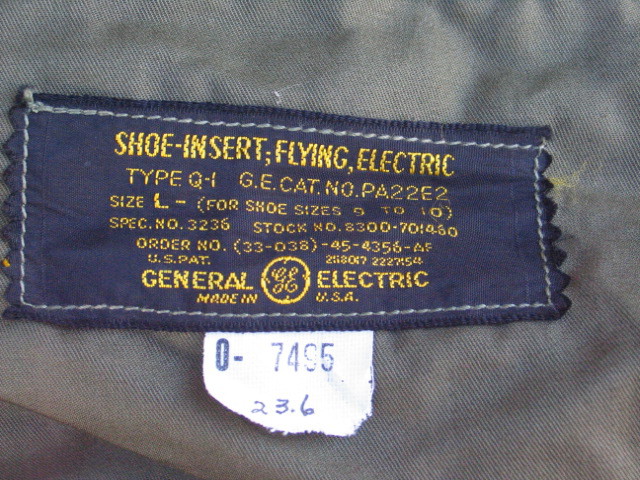 SHOE-INSERT, FLYING, ELECTRIC
TYPE Q-1 G.E. CAT. NO. PA22E2
SIZE L- (FOR SHOE SIZES 9 TO 10)
SPEC. NO. 3236 STOCK NO. 8300-701460
ORDER NO. (33-038)-45-4356-AF
U.S. PAT. 2118017 2227154
GENERAL GE ELECTRIC
MADE IN U.S.A.
0- 7495
23.6